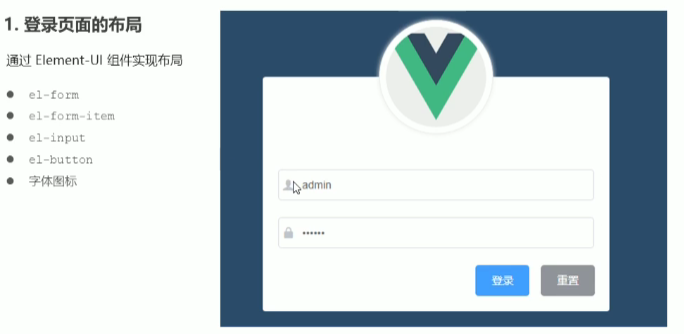 1. 登录页面的布局
通过 Element-UI 组件实现布局
● el-form
● el-form-item
● el-input
● el-button
● 字体图标
admin
••••••
登录 重置